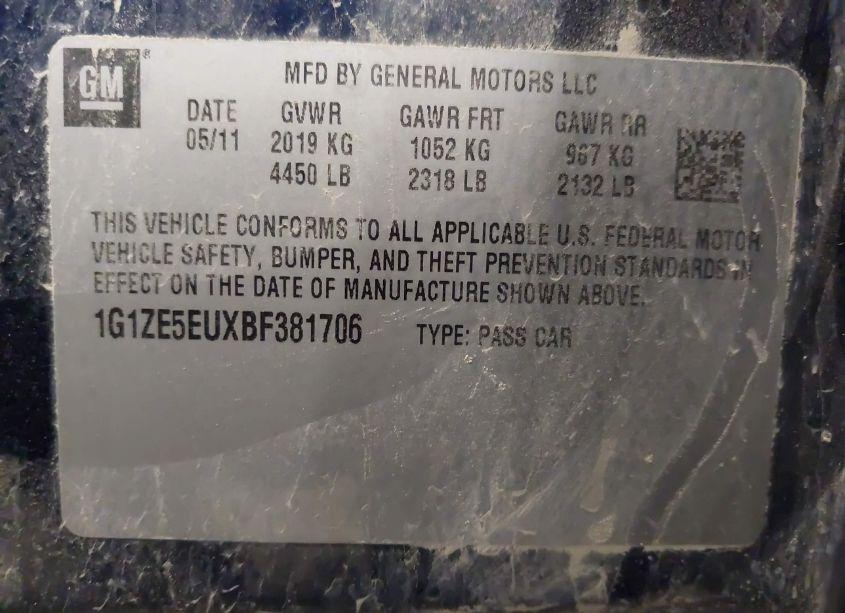 GM ®
MFD BY GENERAL MOTORS LLC
DATE GVWR GAWR FRT GAWR RR
05/11 2019 KG 1052 KG 967 KG
4450 LB 2318 LB 2132 LB
THIS VEHICLE CONFORMS TO ALL APPLICABLE U.S. FEDERAL MOTOR
VEHICLE SAFETY, BUMPER, AND THEFT PREVENTION STANDARDS IN
EFFECT ON THE DATE OF MANUFACTURE SHOWN ABOVE.
1G1ZE5EUXBF381706 TYPE: PASS CAR